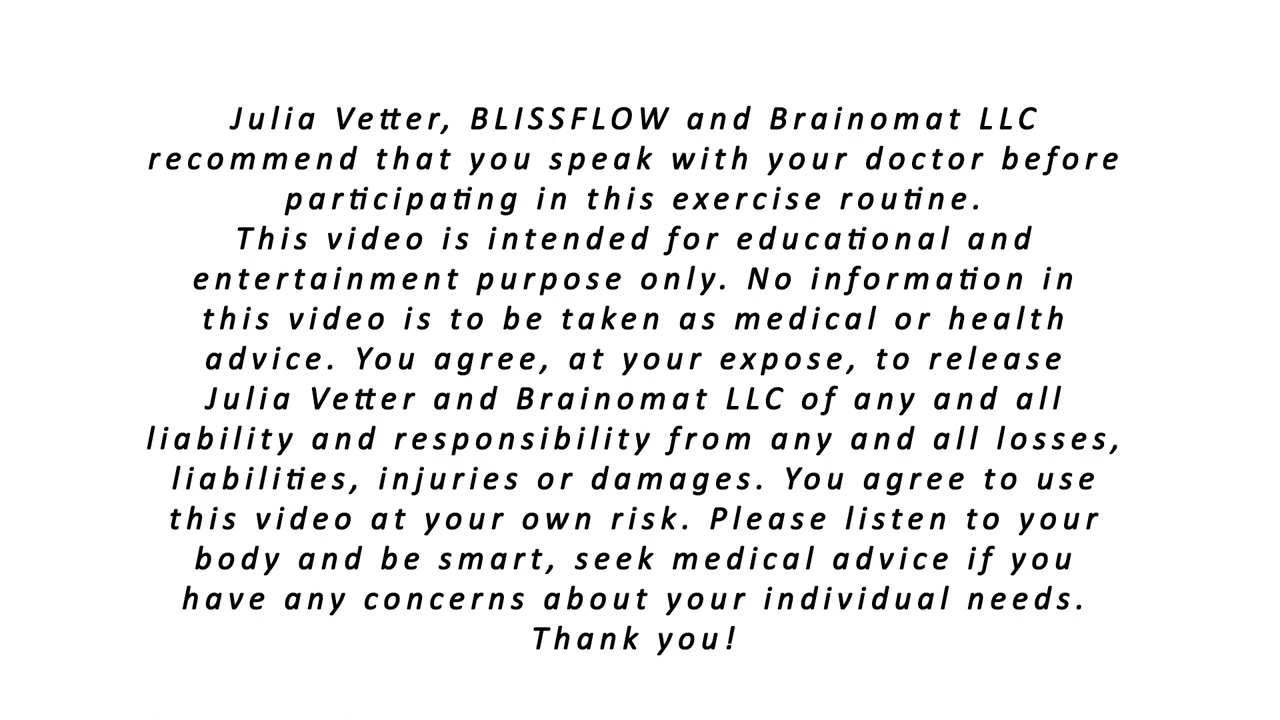 Julia Vetter, BLISSFLOW and Brainomat LLC
recommend that you speak with your doctor before
participating in this exercise routine.
This video is intended for educational and
entertainment purpose only. No information in
this video is to be taken as medical or health
advice. You agree, at your expose, to release
Julia Vetter and Brainomat LLC of any and all
liability and responsibility from any and all losses,
liabilities, injuries or damages. You agree to use
this video at your own risk. Please listen to your
body and be smart, seek medical advice if you
have any concerns about your individual needs.
Thank you!